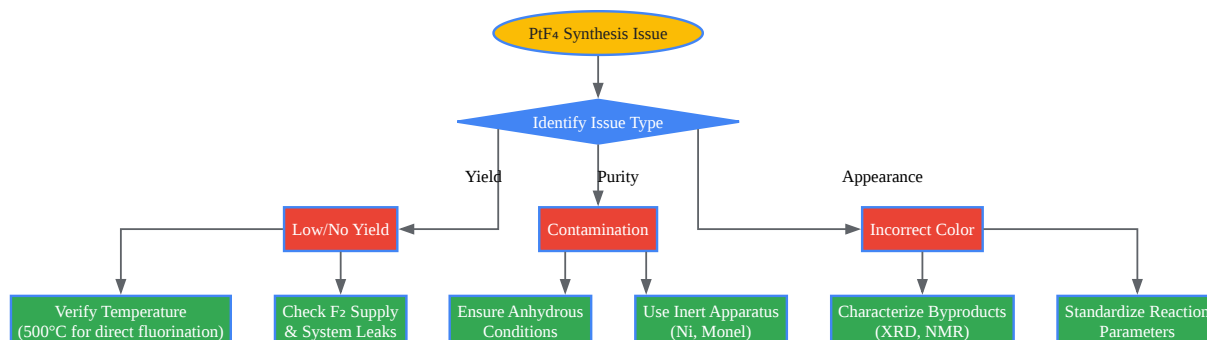 PtF₄ Synthesis Issue
Identify Issue Type
Yield
Purity
Appearance
Low/No Yield
Contamination
Incorrect Color
Verify Temperature
(500°C for direct fluorination)
Check F₂ Supply
& System Leaks
Ensure Anhydrous
Conditions
Use Inert Apparatus
(Ni, Monel)
Characterize Byproducts
(XRD, NMR)
Standardize Reaction
Parameters